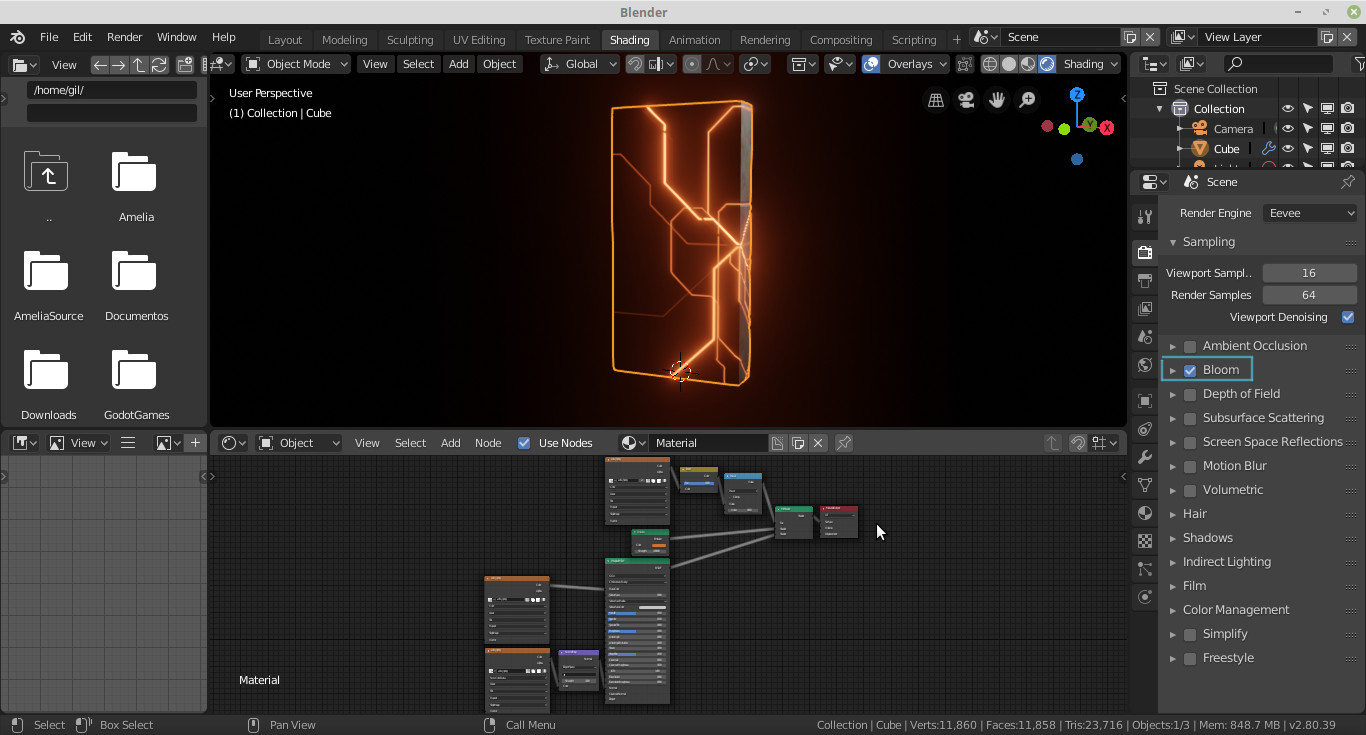 Blender
File Edit Render Window Help
Layout Modeling Sculpting UV Editing Texture Paint Shading Animation Rendering Compositing Scripting +
Scene
View Layer
View
Object Mode View Select Add Object Global Overlays Shading
/home/gil/
..
Amelia
AmeliaSource
Documentos
Downloads
GodotGames
User Perspective
(1) Collection | Cube
Z
Y
X
Scene Collection
Collection
Camera
Cube
Scene
Render Engine Eevee
Sampling
Viewport Sampl.. 16
Render Samples 64
Viewport Denoising
Ambient Occlusion
Bloom
Depth of Field
Subsurface Scattering
Screen Space Reflections
Motion Blur
Volumetric
Hair
Shadows
Indirect Lighting
Film
Color Management
Simplify
Freestyle
View
Object View Select Add Node Use Nodes Material
Material
Select Box Select Pan View Call Menu
Collection | Cube | Verts:11,860 | Faces:11,858 | Tris:23,716 | Objects:1/3 | Mem: 848.7 MB | v2.80.39